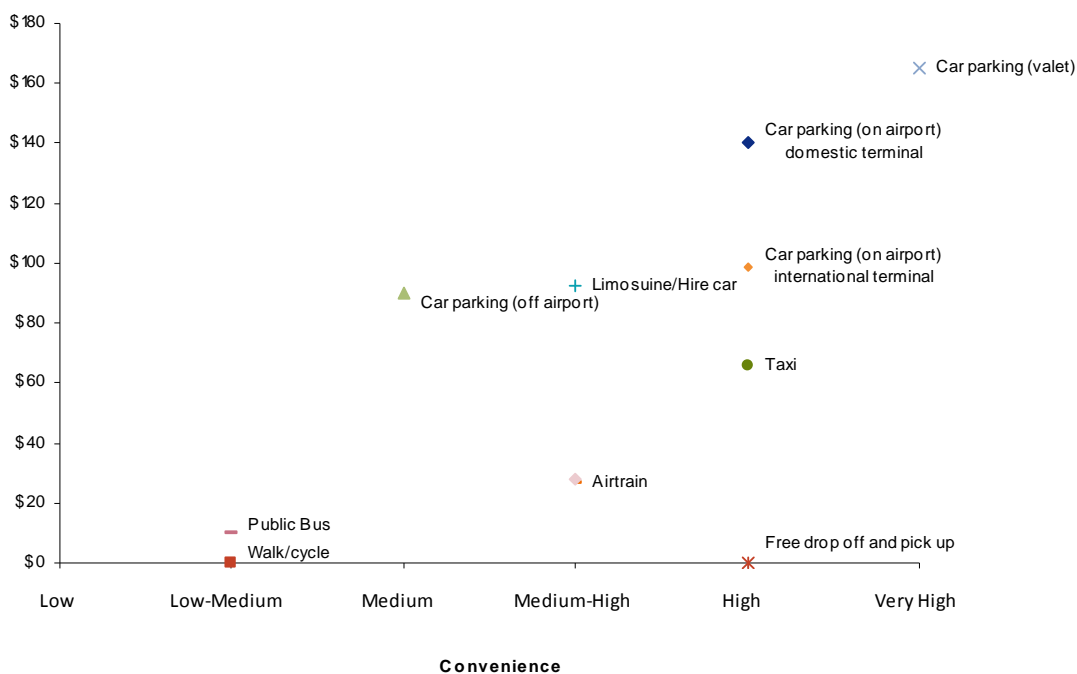 $180
$160
$140
$120
$100
$80
$60
$40
$20
$0
Car parking (valet)
Car parking (on airport)
domestic terminal
Car parking (on airport)
international terminal
Limosuine/Hire car
Car parking (off airport)
Taxi
Airtrain
Public Bus
Walk/cycle
Free drop off and pick up
Low
Low-Medium
Medium
Medium-High
High
Very High
Convenience